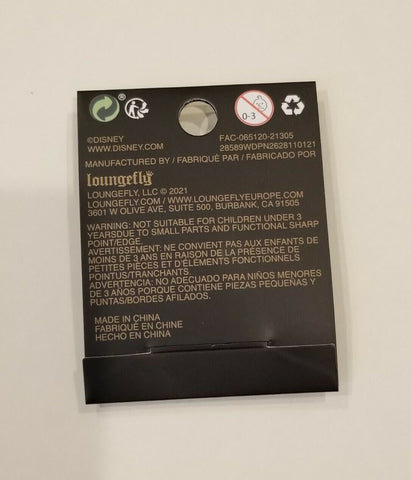 0-3
©DISNEY
WWW.DISNEY.COM
FAC-065120-21305
28589WDPN2628110121
MANUFACTURED BY / FABRIQUÉ PAR / FABRICADO POR
loungefly
LOUNGEFLY, LLC © 2021
LOUNGEFLY.COM / WWW.LOUNGEFLYEUROPE.COM
3601 W OLIVE AVE, SUITE 500, BURBANK, CA 91505
WARNING: NOT SUITABLE FOR CHILDREN UNDER 3
YEARSDUE TO SMALL PARTS AND FUNCTIONAL SHARP
POINT/EDGE
AVERTISSEMENT: NE CONVIENT PAS AUX ENFANTS DE
MOINS DE 3 ANS EN RAISON DE LA PRÉSENCE DE
PETITES PIÈCES ET D'ÉLÉMENTS FONCTIONNELS
POINTUS/TRANCHANTS.
ADVERTENCIA: NO ADECUADO PARA NIÑOS MENORES
DE 3 AÑOS PORQUE CONTIENE PIEZAS PEQUENAS Y
PUNTAS/BORDES AFILADOS.
MADE IN CHINA
FABRIQUÉ EN CHINE
HECHO EN CHINA